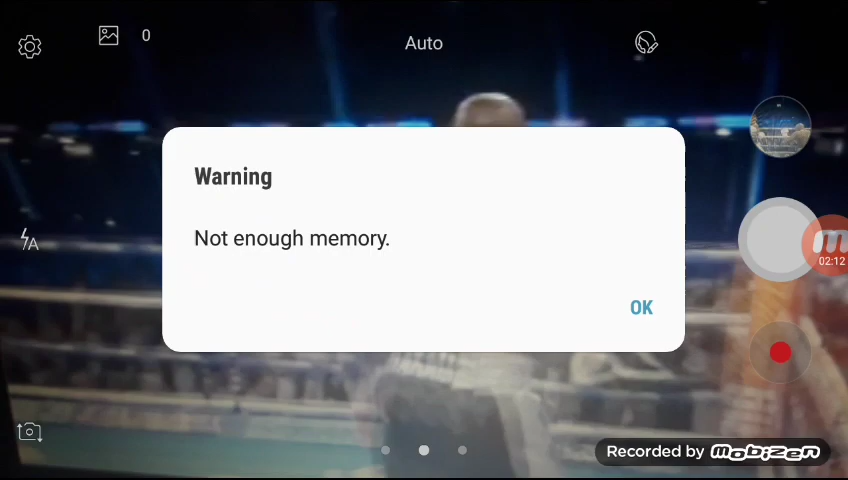 0
Auto
Warning
Not enough memory.
OK
A
02:12
Recorded by Mobizen